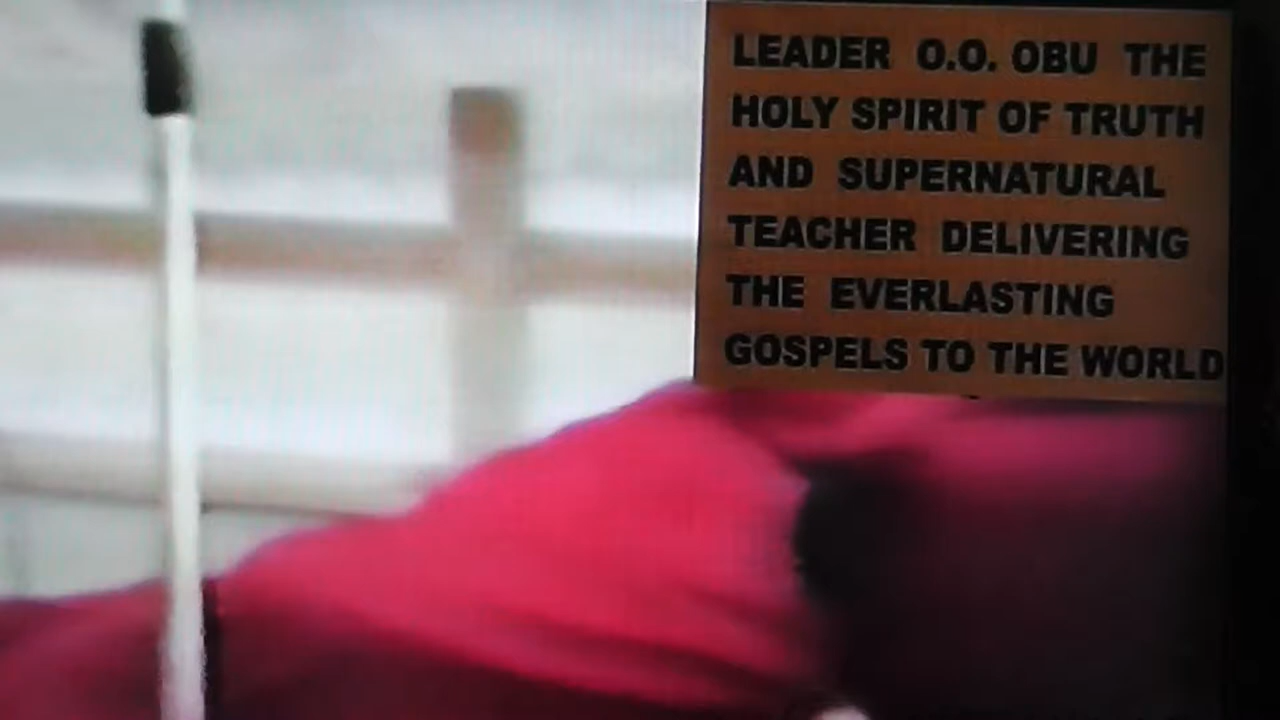 LEADER O.O. OBU THE
HOLY SPIRIT OF TRUTH
AND SUPERNATURAL
TEACHER DELIVERING
THE EVERLASTING
GOSPELS TO THE WORLD